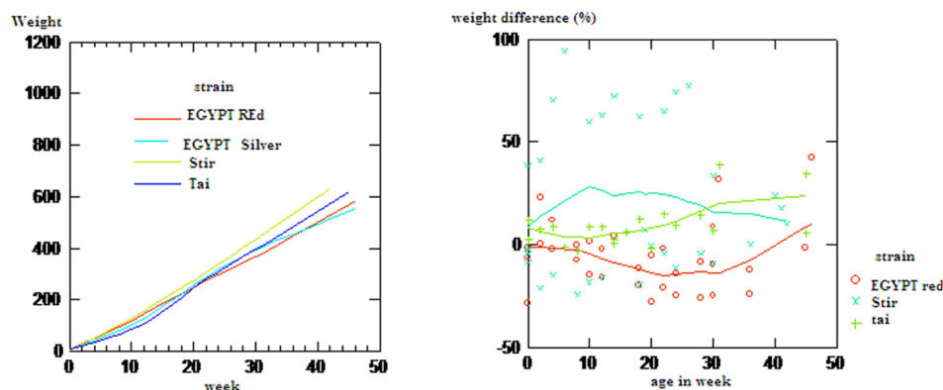 Weight
1200
1000
800
600
400
200
0
0 10 20 30 40 50
week
strain
EGYPT REd
EGYPT Silver
Stir
Tai
weight difference (%)
100
50
0
-50
0 10 20 30 40 50
age in week
strain
EGYPT red
Stir
tai